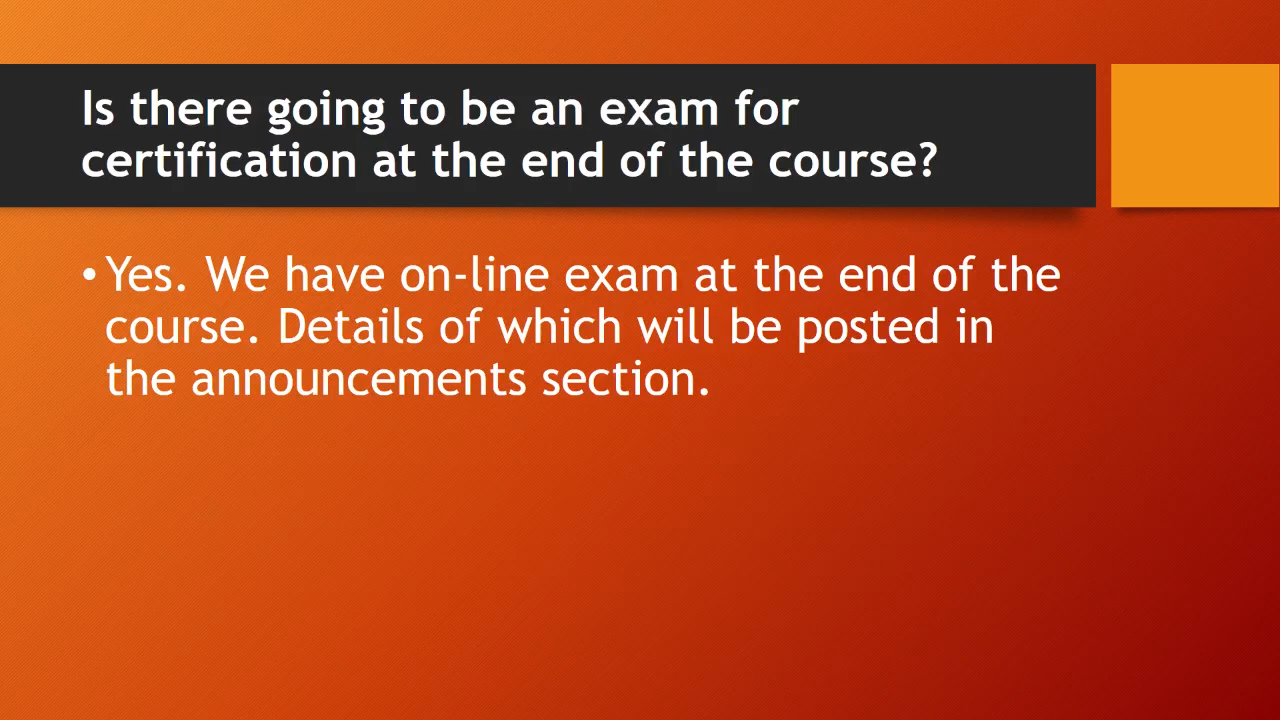 Is there going to be an exam for
certification at the end of the course?
• Yes. We have on-line exam at the end of the
course. Details of which will be posted in
the announcements section.